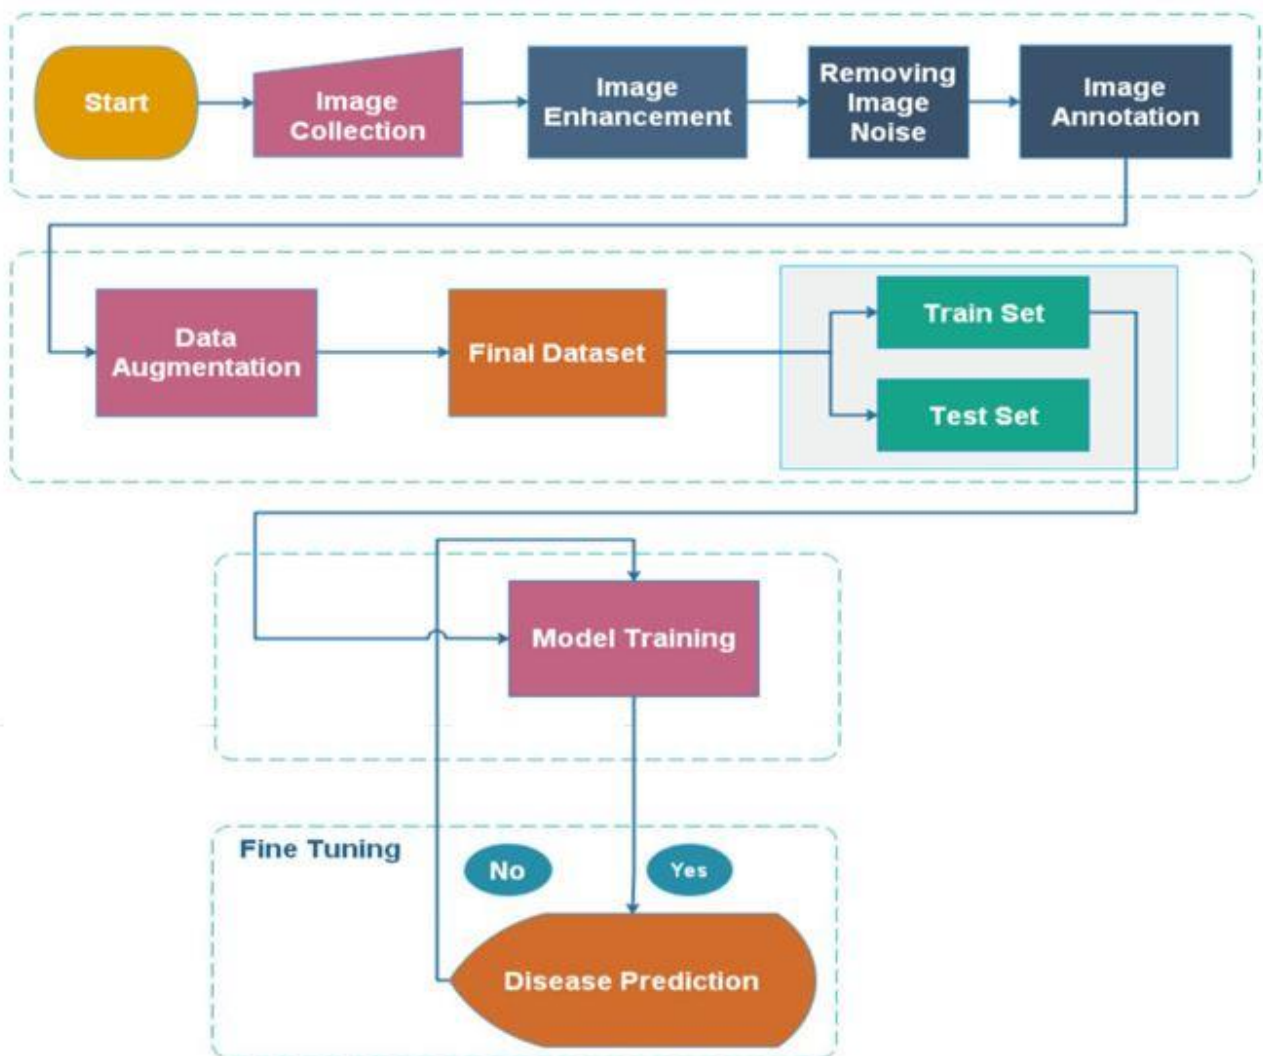 Start
Image
Collection
Image
Enhancement
Removing
Image
Noise
Image
Annotation
Data
Augmentation
Final Dataset
Train Set
Test Set
Model Training
Fine Tuning
No
Yes
Disease Prediction